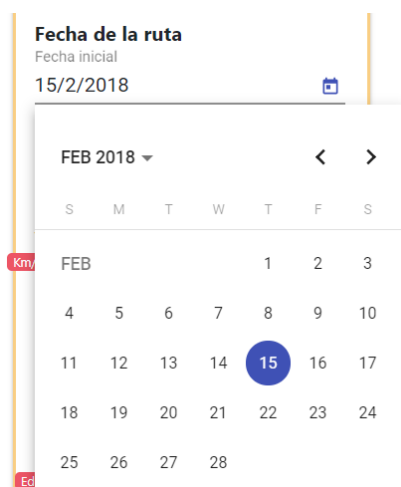 Fecha de la ruta
Fecha inicial
15/2/2018
FEB 2018
S M T W T F S
FEB 1 2 3
Km/
4 5 6 7 8 9 10
11 12 13 14 15 16 17
18 19 20 21 22 23 24
25 26 27 28
Ed